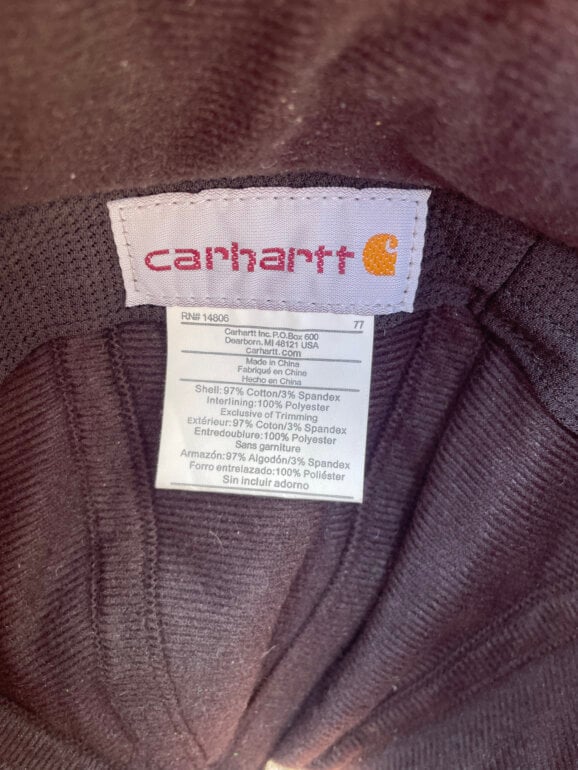 carhartt
RN# 14806 77
Carhartt Inc. P.O.Box 600
Dearborn, MI 48121 USA
carhartt.com
Made in China
Fabriqué en Chine
Hecho en China
Shell: 97% Cotton/3% Spandex
Interlining: 100% Polyester
Exclusive of Trimming
Extérieur: 97% Coton/3% Spandex
Entredoublure: 100% Polyester
Sans garniture
Armazón: 97% Algodón/3% Spandex
Forro entrelazado: 100% Poliéster
Sin incluir adorno